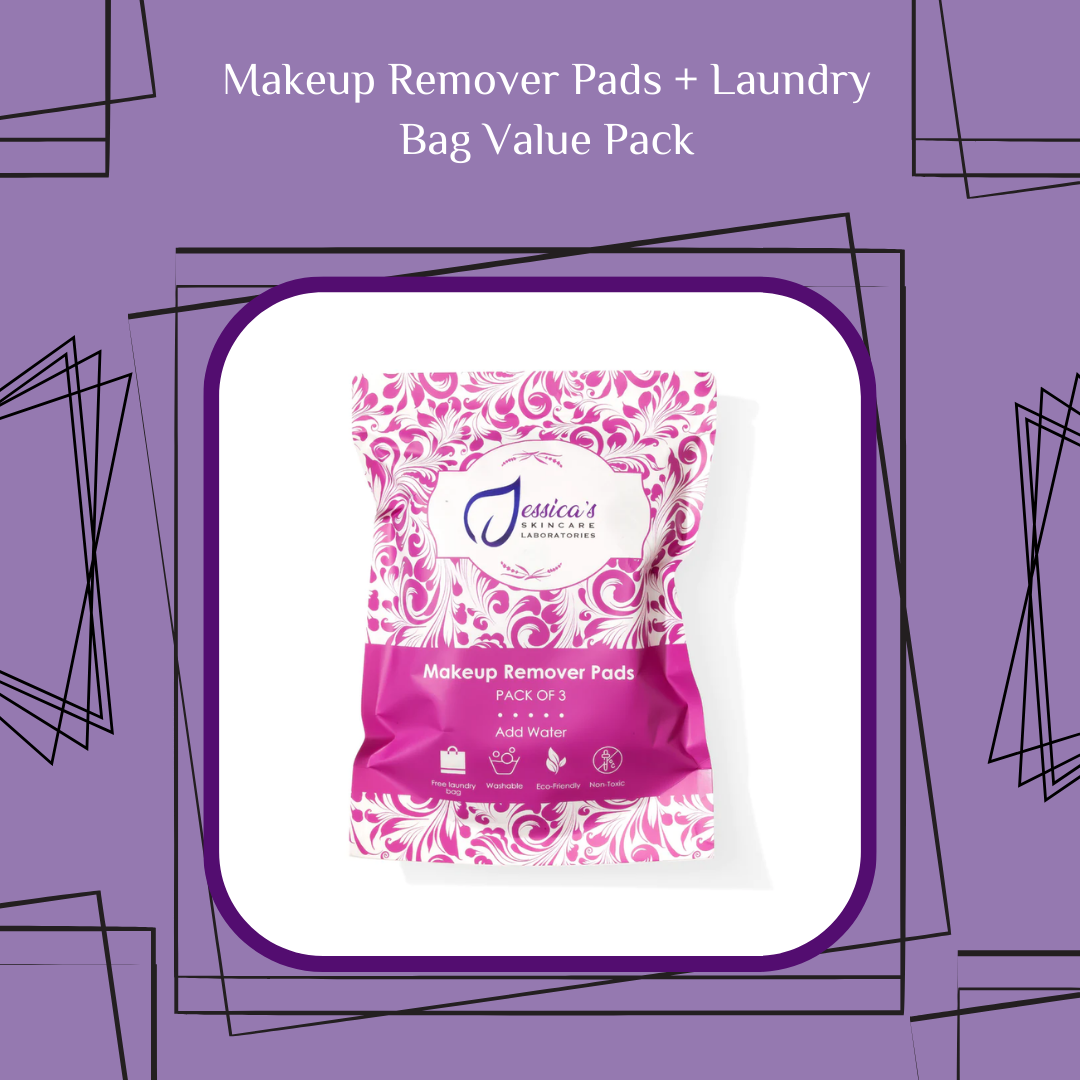 Makeup Remover Pads + Laundry
Bag Value Pack
Jessica's
SKINCARE
LABORATORIES
Makeup Remover Pads
PACK OF 3
Add Water
Free laundry bag
Washable
Eco-Friendly
Non-Toxic